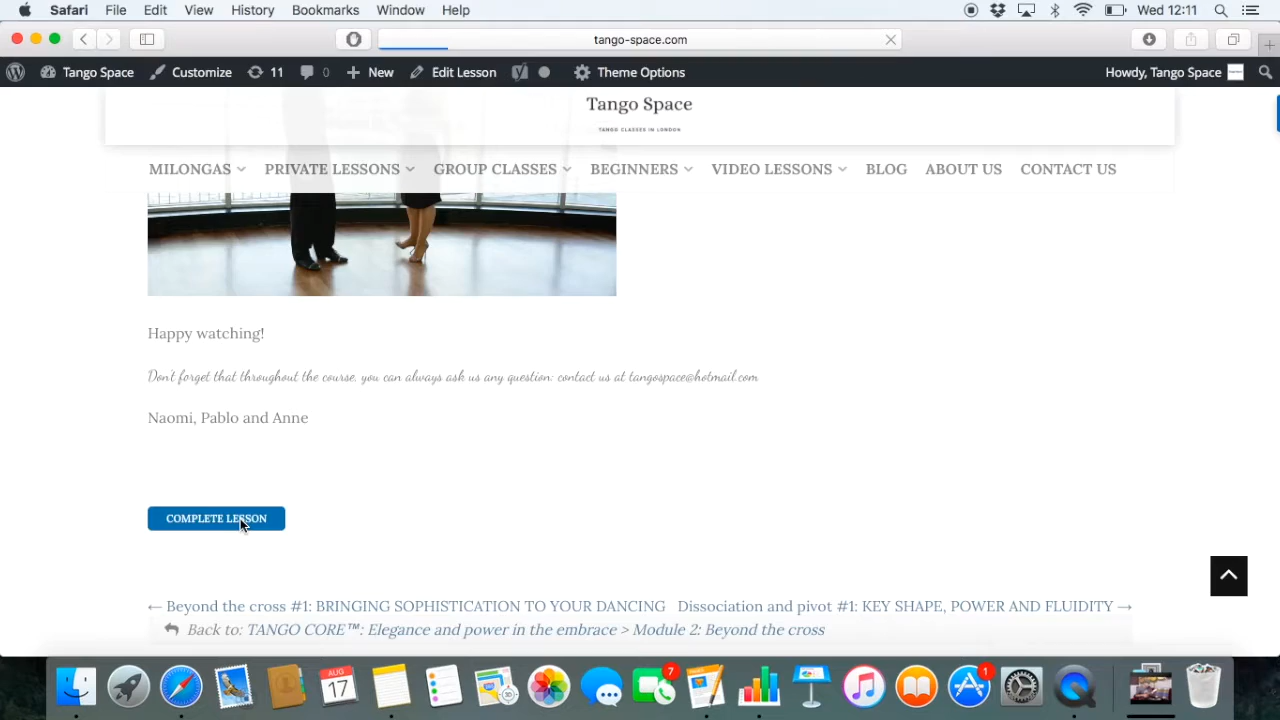 Safari File Edit View History Bookmarks Window Help Wed 12:11
tango-space.com
Tango Space Customize 11 0 New Edit Lesson Theme Options Howdy, Tango Space
Tango Space
TANGO CLASSES IN LONDON
MILONGAS PRIVATE LESSONS GROUP CLASSES BEGINNERS VIDEO LESSONS BLOG ABOUT US CONTACT US
Happy watching!
Don't forget that throughout the course, you can always ask us any question: contact us at tangospace@hotmail.com
Naomi, Pablo and Anne
COMPLETE LESSON
← Beyond the cross #1: BRINGING SOPHISTICATION TO YOUR DANCING Dissociation and pivot #1: KEY SHAPE, POWER AND FLUIDITY →
Back to: TANGO CORE™: Elegance and power in the embrace > Module 2: Beyond the cross
AUG
17
7
1